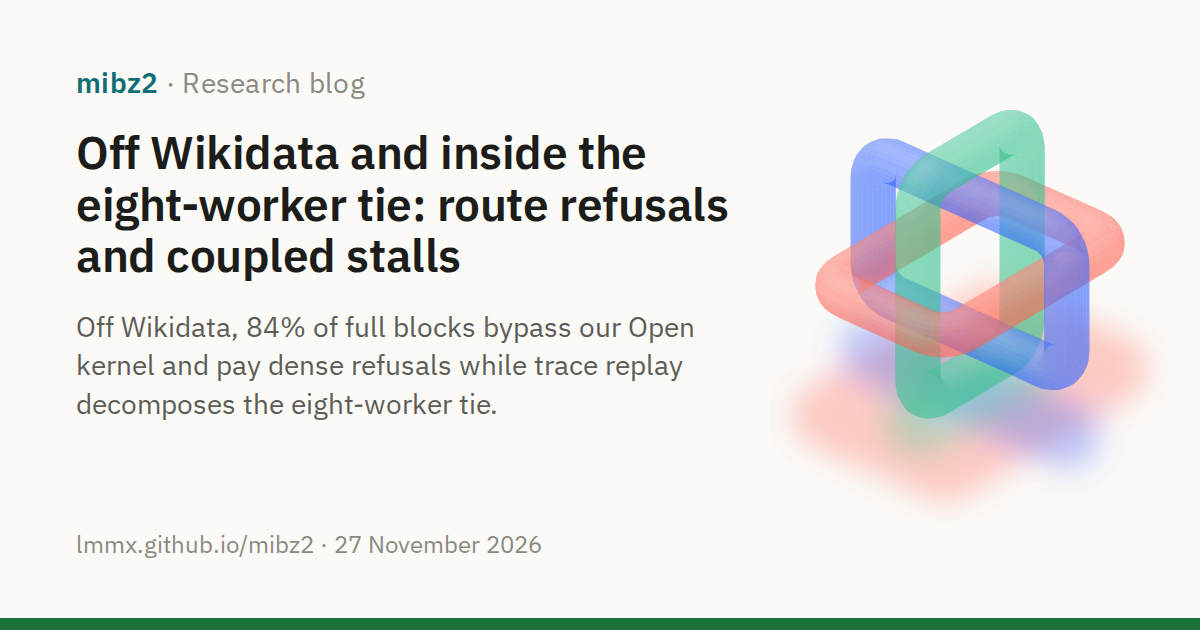 mibz2 · Research blog
Off Wikidata and inside the
eight-worker tie: route refusals
and coupled stalls
Off Wikidata, 84% of full blocks bypass our Open
kernel and pay dense refusals while trace replay
decomposes the eight-worker tie.
lmmx.github.io/mibz2 · 27 November 2026